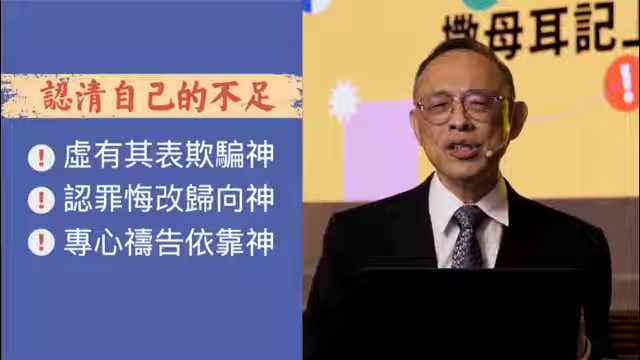 認清自己的不足
虛有其表欺騙神
認罪悔改歸向神
專心禱告依靠神
撒母耳記上